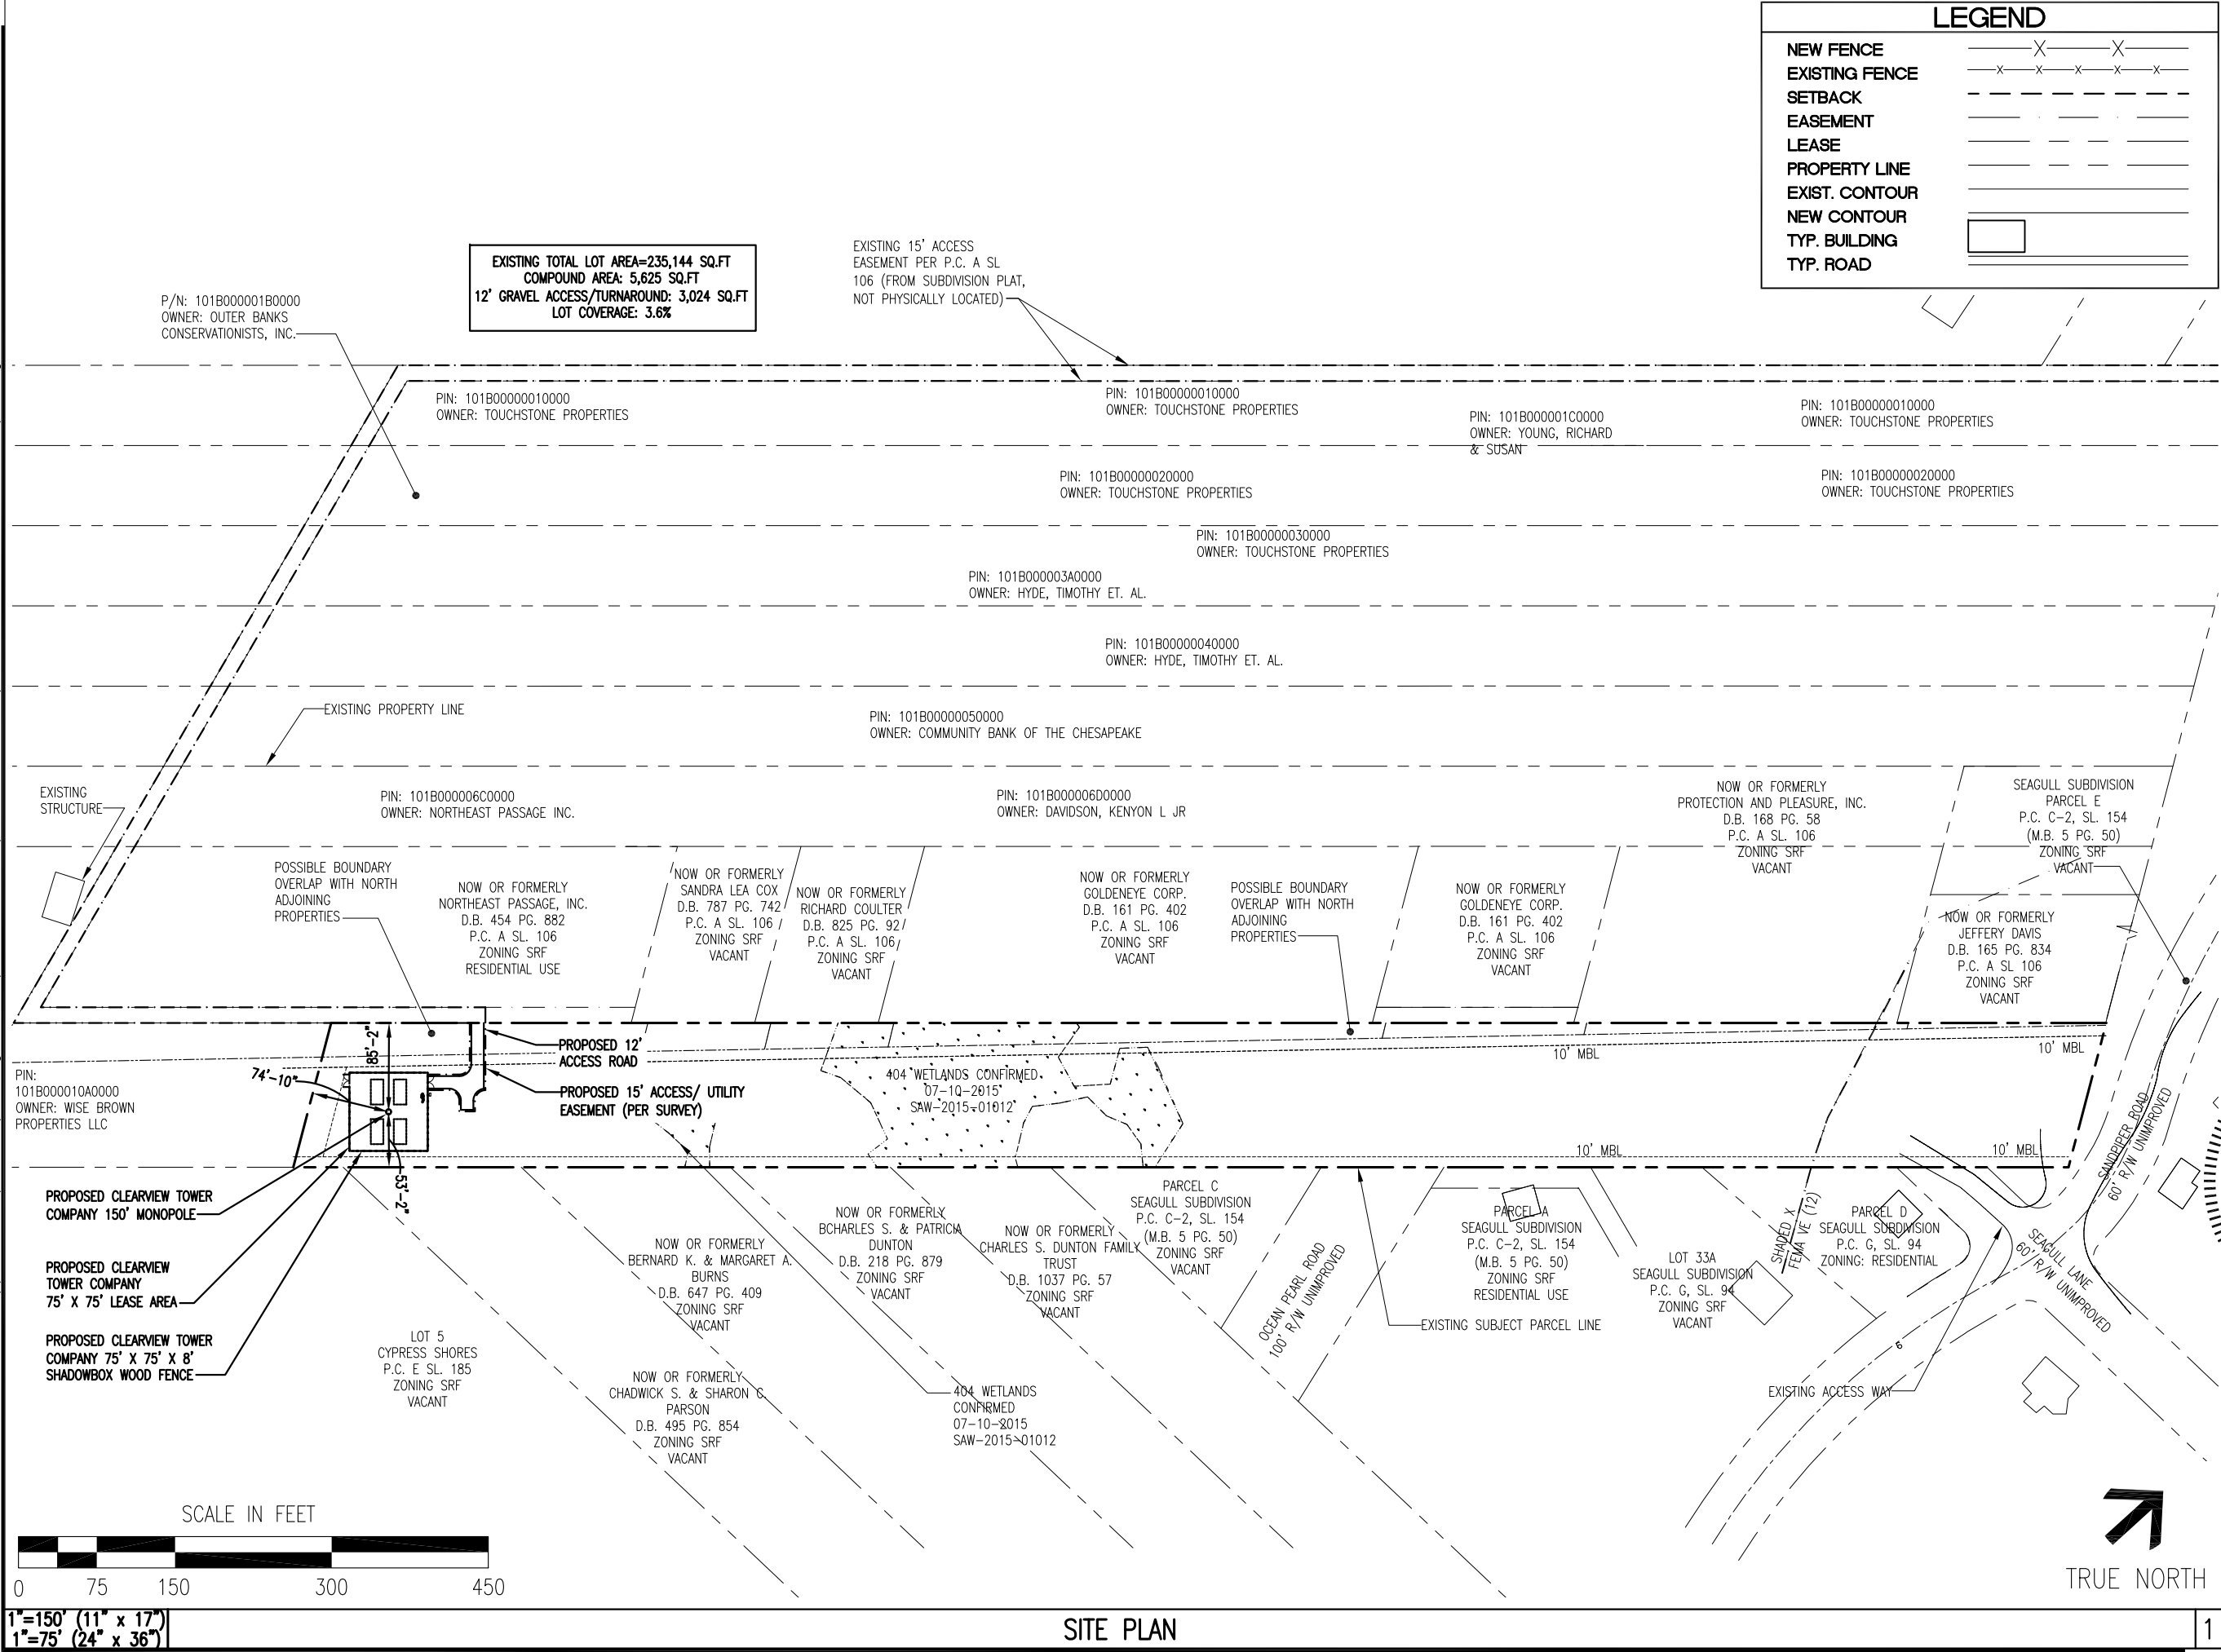 LEGEND
NEW FENCE
EXISTING FENCE
SETBACK
EASEMENT
LEASE
PROPERTY LINE
EXIST. CONTOUR
NEW CONTOUR
TYP. BUILDING
TYP. ROAD
EXISTING TOTAL LOT AREA=235,144 SQ.FT
COMPOUND AREA: 5,625 SQ.FT
12' GRAVEL ACCESS/TURNAROUND: 3,024 SQ.FT
LOT COVERAGE: 3.6%
EXISTING 15' ACCESS
EASEMENT PER P.C. A SL
106 (FROM SUBDIVISION PLAT,
NOT PHYSICALLY LOCATED)
P/N: 101B000001B0000
OWNER: OUTER BANKS
CONSERVATIONISTS, INC.
PIN: 101B00000010000
OWNER: TOUCHSTONE PROPERTIES
PIN: 101B00000010000
OWNER: TOUCHSTONE PROPERTIES
PIN: 101B000001C0000
OWNER: YOUNG, RICHARD
& SUSAN
PIN: 101B00000010000
OWNER: TOUCHSTONE PROPERTIES
PIN: 101B00000020000
OWNER: TOUCHSTONE PROPERTIES
PIN: 101B00000020000
OWNER: TOUCHSTONE PROPERTIES
PIN: 101B00000030000
OWNER: TOUCHSTONE PROPERTIES
PIN: 101B000003A0000
OWNER: HYDE, TIMOTHY ET. AL.
PIN: 101B00000040000
OWNER: HYDE, TIMOTHY ET. AL.
EXISTING PROPERTY LINE
PIN: 101B00000050000
OWNER: COMMUNITY BANK OF THE CHESAPEAKE
EXISTING
STRUCTURE
PIN: 101B000006C0000
OWNER: NORTHEAST PASSAGE INC.
PIN: 101B000006D0000
OWNER: DAVIDSON, KENYON L JR
NOW OR FORMERLY
PROTECTION AND PLEASURE, INC.
D.B. 168 PG. 58
P.C. A SL. 106
ZONING SRF
VACANT
SEAGULL SUBDIVISION
PARCEL E
P.C. C-2, SL. 154
(M.B. 5 PG. 50)
ZONING SRF
VACANT
POSSIBLE BOUNDARY
OVERLAP WITH NORTH
ADJOINING
PROPERTIES
NOW OR FORMERLY
NORTHEAST PASSAGE, INC.
D.B. 454 PG. 882
P.C. A SL. 106
ZONING SRF
RESIDENTIAL USE
NOW OR FORMERLY
SANDRA LEA COX
D.B. 787 PG. 742
P.C. A SL. 106
ZONING SRF
VACANT
NOW OR FORMERLY
RICHARD COULTER
D.B. 825 PG. 92
P.C. A SL. 106
ZONING SRF
VACANT
NOW OR FORMERLY
GOLDENEYE CORP.
D.B. 161 PG. 402
P.C. A SL. 106
ZONING SRF
VACANT
POSSIBLE BOUNDARY
OVERLAP WITH NORTH
ADJOINING
PROPERTIES
NOW OR FORMERLY
GOLDENEYE CORP.
D.B. 161 PG. 402
P.C. A SL. 106
ZONING SRF
VACANT
NOW OR FORMERLY
JEFFERY DAVIS
D.B. 165 PG. 834
P.C. A SL 106
ZONING SRF
VACANT
85'-2"
74'-10"
53'-2"
PROPOSED 12'
ACCESS ROAD
PROPOSED 15' ACCESS/ UTILITY
EASEMENT (PER SURVEY)
404 WETLANDS CONFIRMED
07-10-2015
SAW-2015-01012
10' MBL
10' MBL
10' MBL
10' MBL
PIN:
101B000010A0000
OWNER: WISE BROWN
PROPERTIES LLC
PROPOSED CLEARVIEW TOWER
COMPANY 150' MONOPOLE
PROPOSED CLEARVIEW
TOWER COMPANY
75' X 75' LEASE AREA
PROPOSED CLEARVIEW TOWER
COMPANY 75' X 75' X 8'
SHADOWBOX WOOD FENCE
LOT 5
CYPRESS SHORES
P.C. E SL. 185
ZONING SRF
VACANT
NOW OR FORMERLY
BERNARD K. & MARGARET A.
BURNS
D.B. 647 PG. 409
ZONING SRF
VACANT
NOW OR FORMERLY
CHADWICK S. & SHARON C.
PARSON
D.B. 495 PG. 854
ZONING SRF
VACANT
NOW OR FORMERLY
BCHARLES S. & PATRICIA
DUNTON
D.B. 218 PG. 879
ZONING SRF
VACANT
NOW OR FORMERLY
CHARLES S. DUNTON FAMILY
TRUST
D.B. 1037 PG. 57
ZONING SRF
VACANT
404 WETLANDS
CONFIRMED
07-10-2015
SAW-2015-01012
PARCEL C
SEAGULL SUBDIVISION
P.C. C-2, SL. 154
(M.B. 5 PG. 50)
ZONING SRF
VACANT
OCEAN PEARL ROAD
100' R/W UNIMPROVED
EXISTING SUBJECT PARCEL LINE
PARCEL A
SEAGULL SUBDIVISION
P.C. C-2, SL. 154
(M.B. 5 PG. 50)
ZONING SRF
RESIDENTIAL USE
LOT 33A
SEAGULL SUBDIVISION
P.C. G, SL. 94
ZONING SRF
VACANT
SHADED X
FEMA VE (12)
PARCEL D
SEAGULL SUBDIVISION
P.C. G, SL. 94
ZONING: RESIDENTIAL
SANDPIPER ROAD
60' R/W UNIMPROVED
SEAGULL LANE
60' R/W UNIMPROVED
EXISTING ACCESS WAY
SCALE IN FEET
0 75 150 300 450
TRUE NORTH
1"=150' (11" x 17")
1"=75' (24" x 36")
SITE PLAN
1